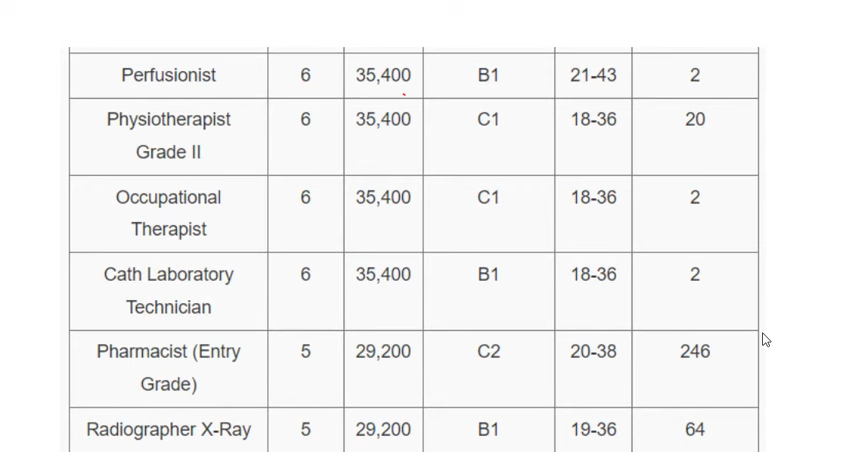 Perfusionist 6 35,400 B1 21-43 2
Physiotherapist 6 35,400 C1 18-36 20
Grade II
Occupational 6 35,400 C1 18-36 2
Therapist
Cath Laboratory 6 35,400 B1 18-36 2
Technician
Pharmacist (Entry 5 29,200 C2 20-38 246
Grade)
Radiographer X-Ray 5 29,200 B1 19-36 64